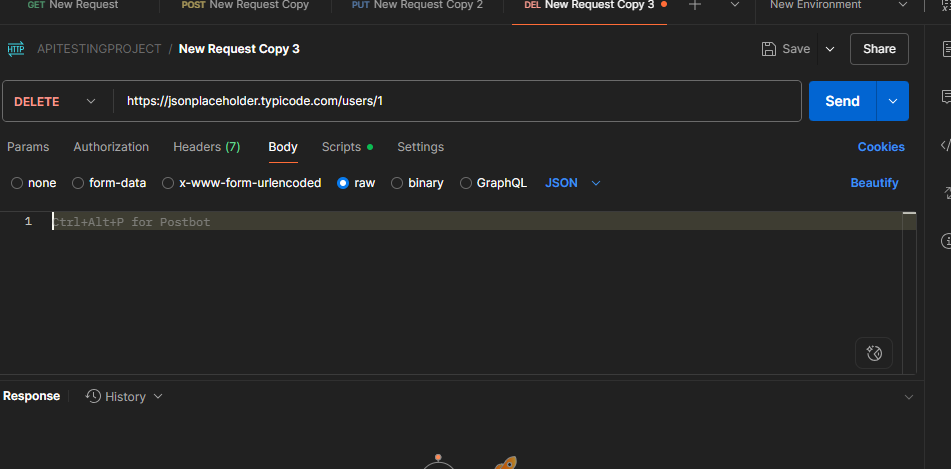 GET New Request POST New Request Copy PUT New Request Copy 2 DEL New Request Copy 3 New Environment
HTTP APITESTINGPROJECT / New Request Copy 3 Save Share
DELETE https://jsonplaceholder.typicode.com/users/1 Send
Params Authorization Headers (7) Body Scripts Settings Cookies
none form-data x-www-form-urlencoded raw binary GraphQL JSON Beautify
1 Ctrl+Alt+P for Postbot
Response History